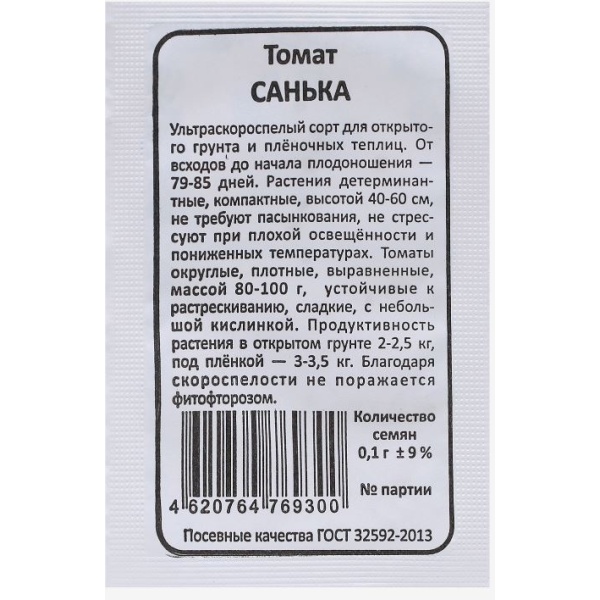 Томат
САНЬКА
Ультраскороспелый сорт для открыто-
го грунта и плёночных теплиц. От
всходов до начала плодоношения —
79-85 дней. Растения детерминант-
ные, компактные, высотой 40-60 см,
не требуют пасынкования, не стрес-
суют при плохой освещённости и
пониженных температурах. Томаты
округлые, плотные, выравненные,
массой 80-100 г, устойчивые к
растрескиванию, сладкие, с неболь-
шой кислинкой. Продуктивность
растения в открытом грунте 2-2,5 кг,
под плёнкой — 3-3,5 кг. Благодаря
скороспелости не поражается
фитофторозом.
Количество
семян
0,1 г ± 9 %
№ партии
4 620764 769300
Посевные качества ГОСТ 32592-2013